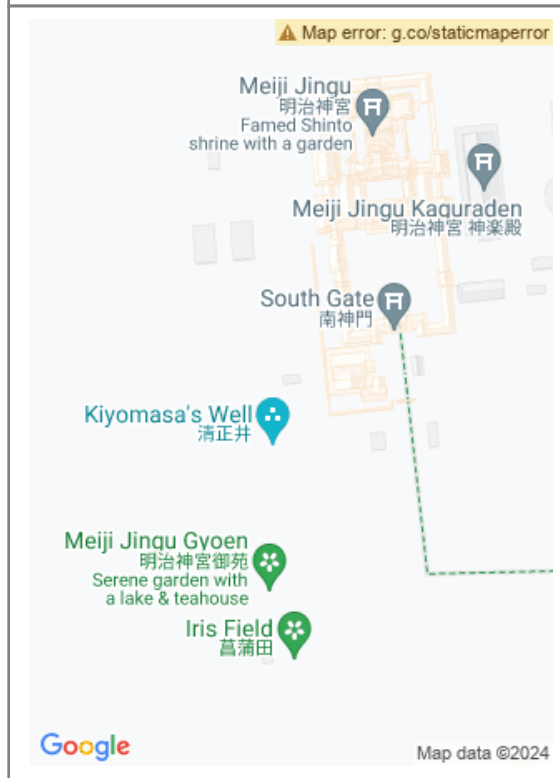 Map error: g.co/staticmaperror
Meiji Jingu
明治神宮
Famed Shinto
shrine with a garden
Meiji Jingu Kaguraden
明治神宮 神楽殿
South Gate
南神門
Kiyomasa's Well
清正井
Meiji Jingu Gyoen
明治神宮御苑
Serene garden with
a lake & teahouse
Iris Field
菖蒲田
Google
Map data ©2024